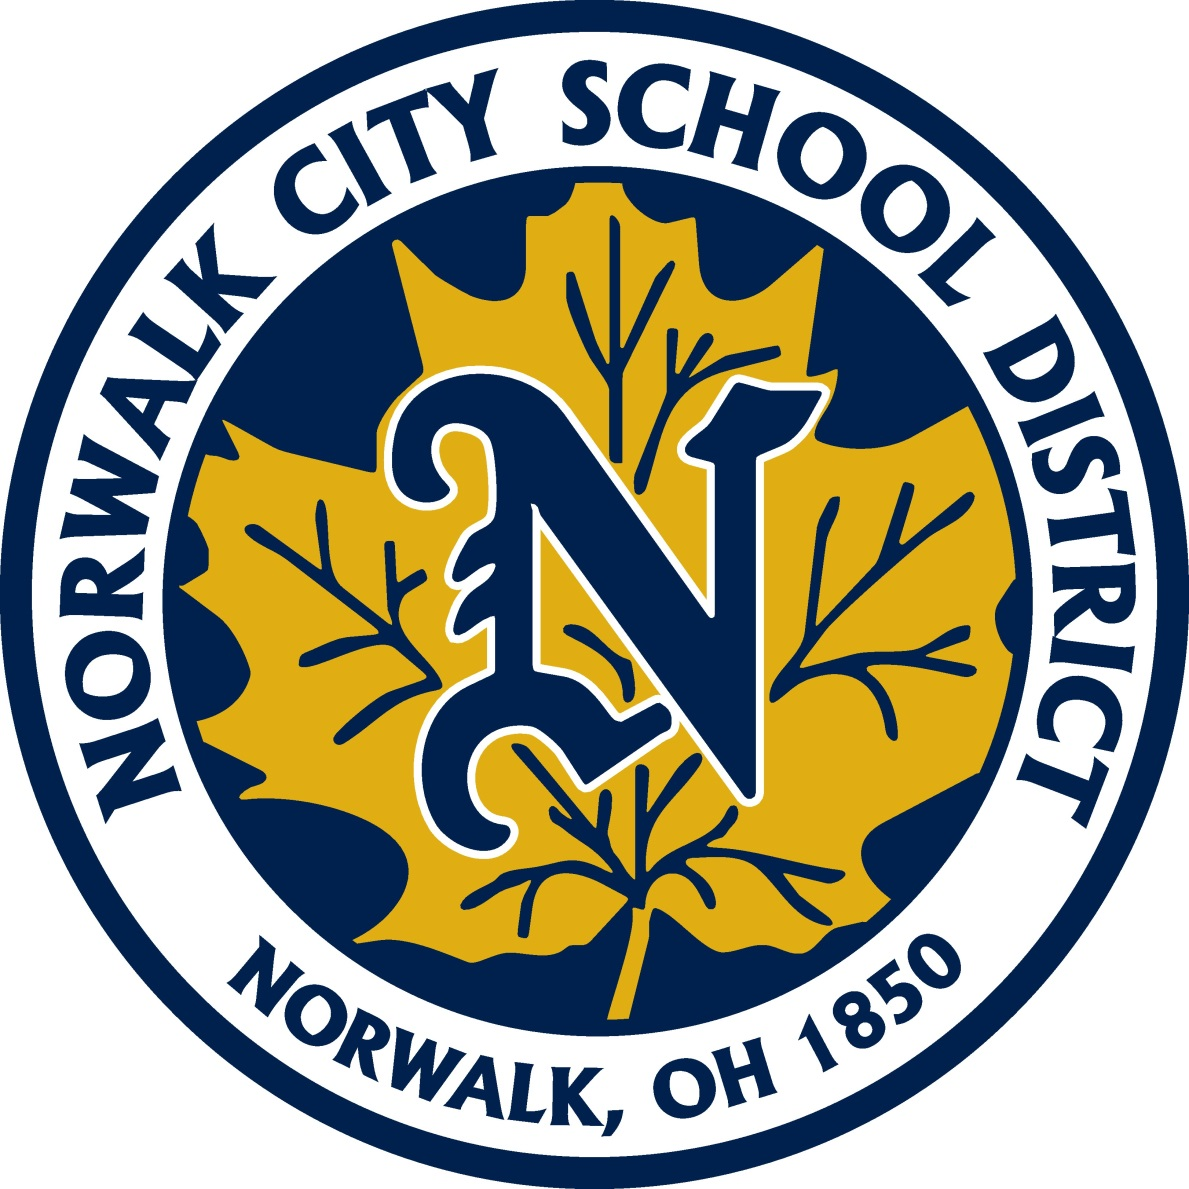 NORWALK CITY SCHOOL DISTRICT
N
NORWALK, OH 1850